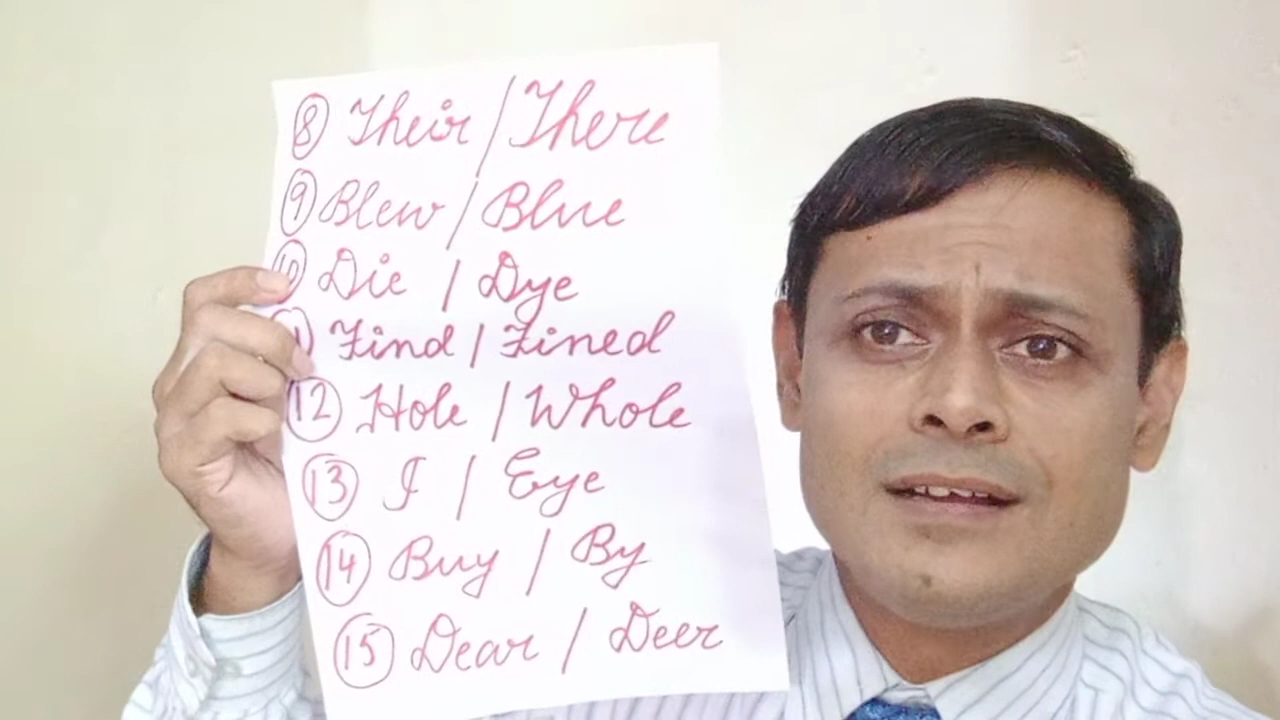 8 Their / There
9 Blew / Blue
10 Die / Dye
11 Find / Fined
12 Hole / Whole
13 I / Eye
14 Buy / By
15 Dear / Deer